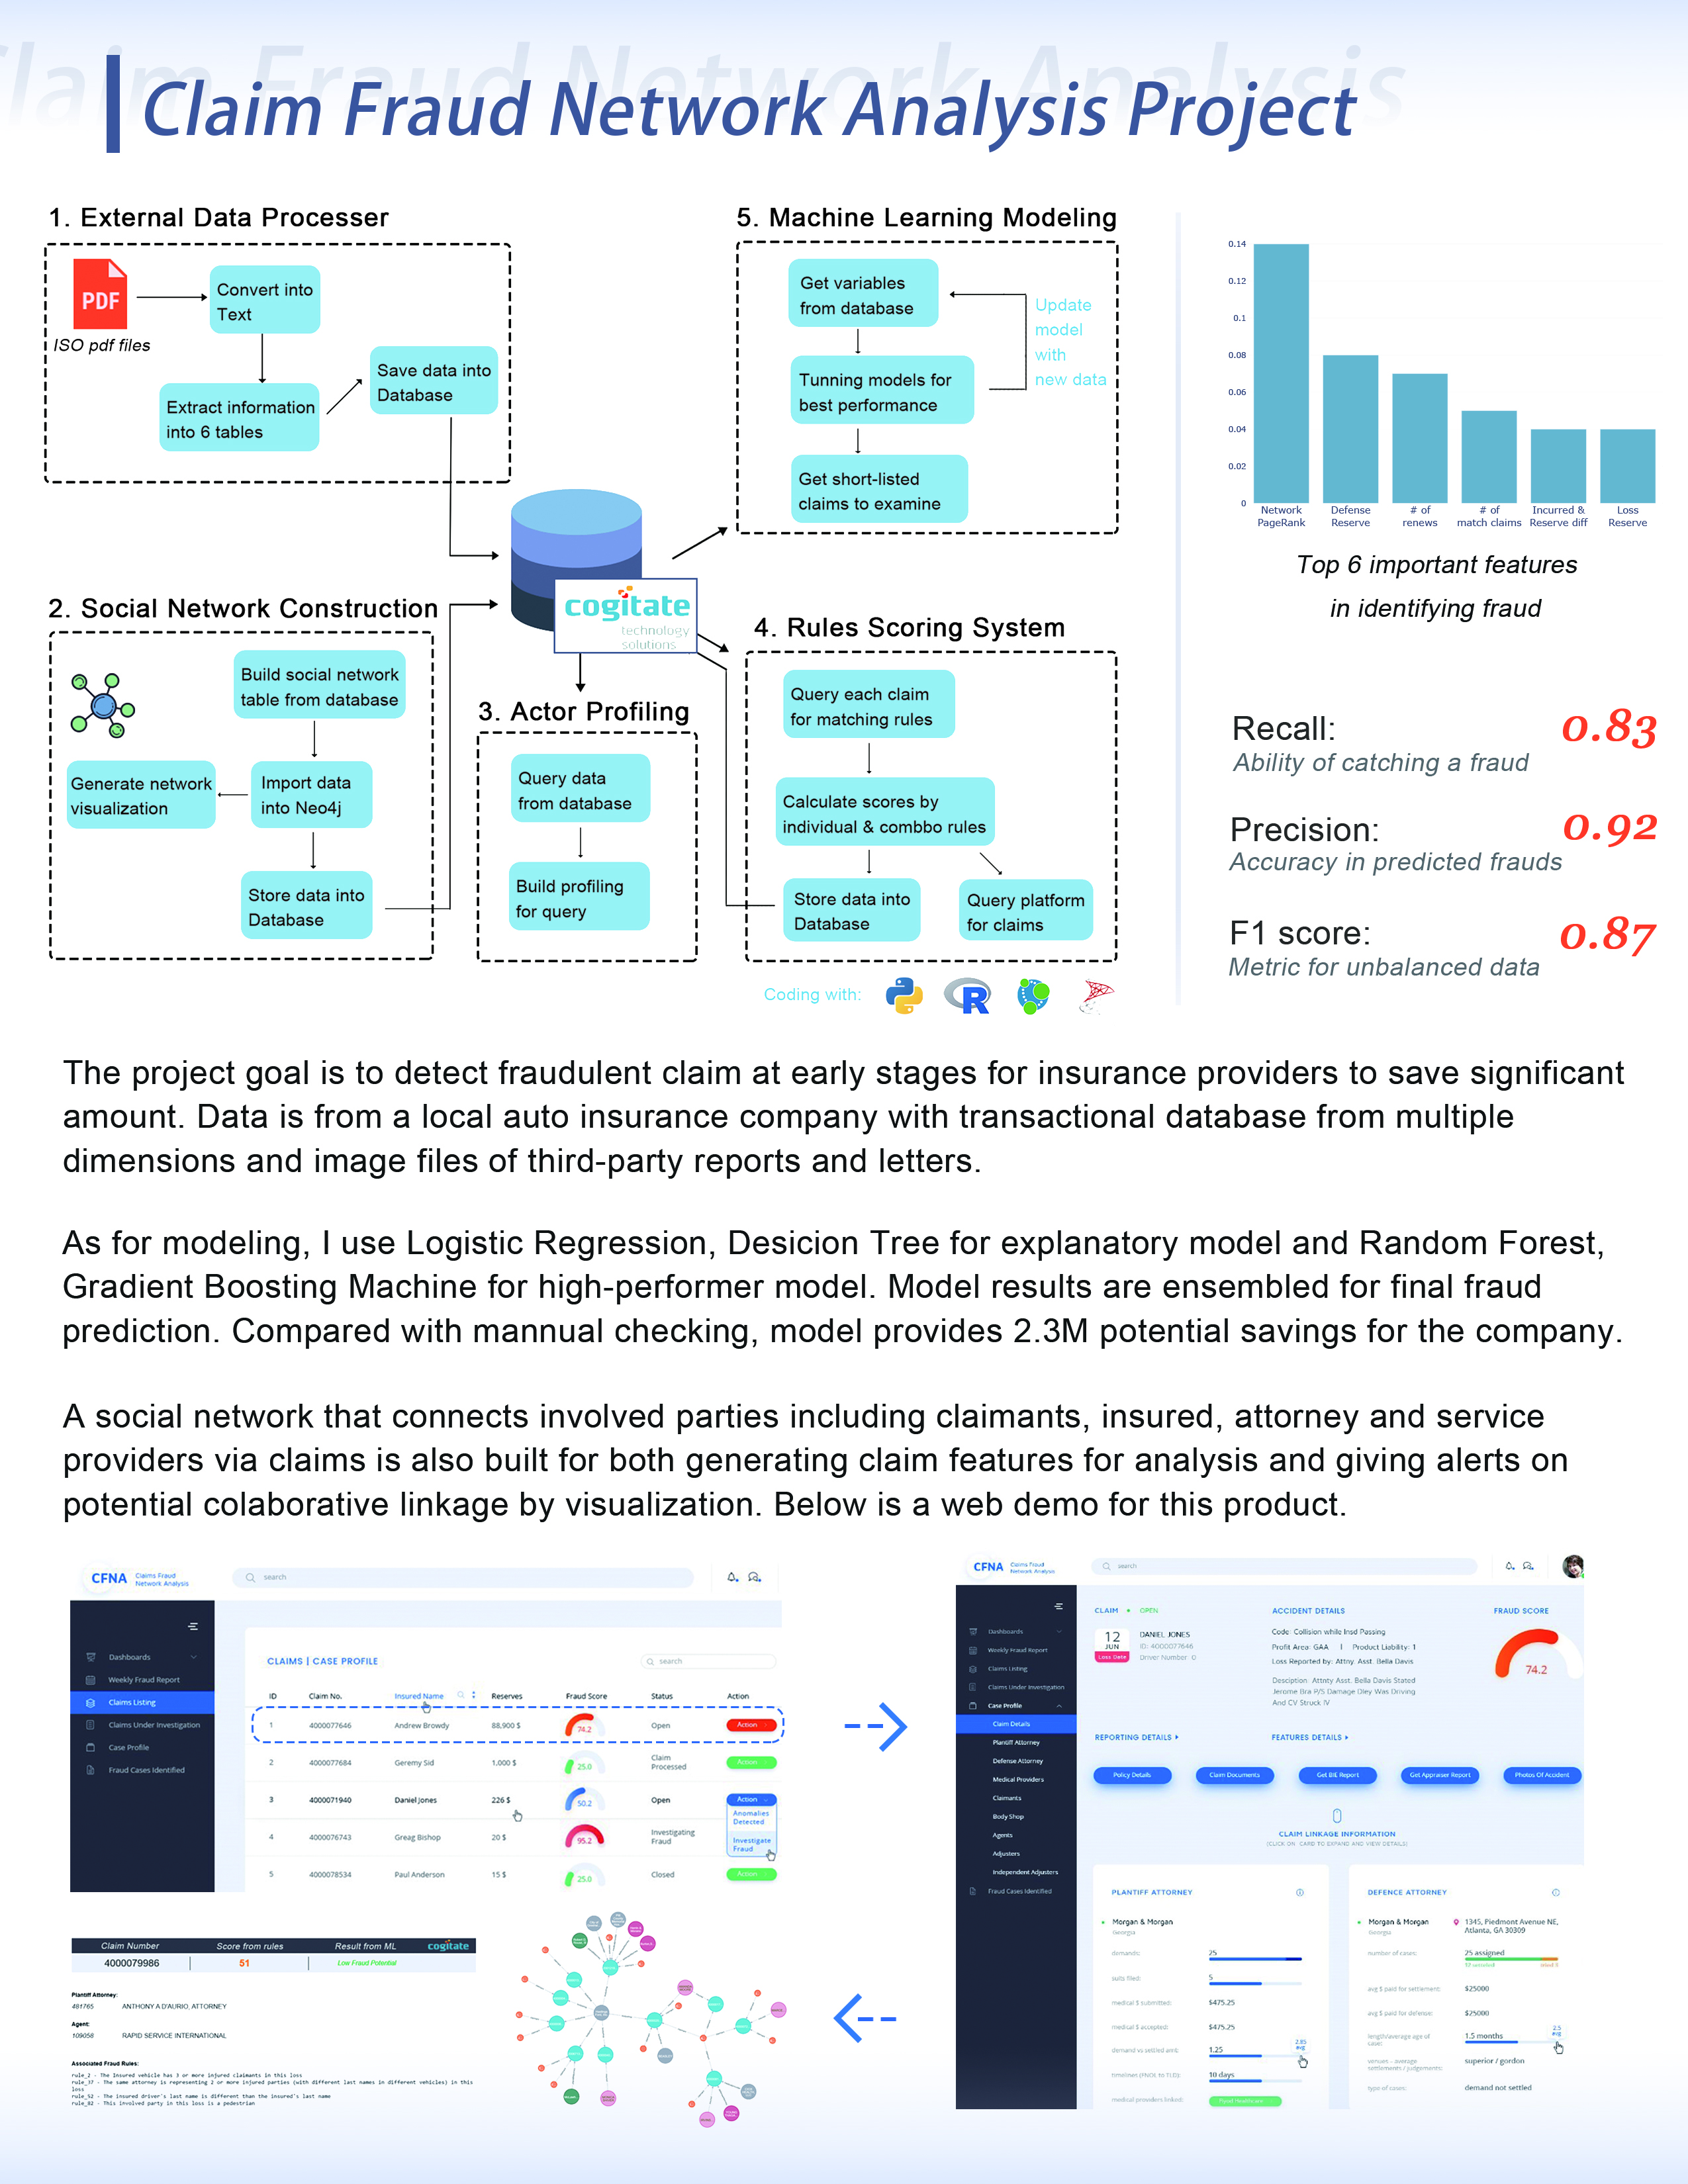 Claim Fraud Network Analysis
Claim Fraud Network Analysis Project
1. External Data Processer
PDF
ISO pdf files
Convert into
Text
Extract information
into 6 tables
Save data into
Database
2. Social Network Construction
Build social network
table from database
Import data
into Neo4j
Generate network
visualization
Store data into
Database
cogitate
technology
solutions
3. Actor Profiling
Query data
from database
Build profiling
for query
4. Rules Scoring System
Query each claim
for matching rules
Calculate scores by
individual & combbo rules
Store data into
Database
Query platform
for claims
5. Machine Learning Modeling
Get variables
from database
Tunning models for
best performance
Get short-listed
claims to examine
Update
model
with
new data
Coding with:
R
0.14
0.12
0.1
0.08
0.06
0.04
0.02
0
Network
PageRank
Defense
Reserve
# of
renews
# of
match claims
Incurred &
Reserve diff
Loss
Reserve
Top 6 important features
in identifying fraud
Recall: 0.83
Ability of catching a fraud
Precision: 0.92
Accuracy in predicted frauds
F1 score: 0.87
Metric for unbalanced data
The project goal is to detect fraudulent claim at early stages for insurance providers to save significant
amount. Data is from a local auto insurance company with transactional database from multiple
dimensions and image files of third-party reports and letters.
As for modeling, I use Logistic Regression, Desicion Tree for explanatory model and Random Forest,
Gradient Boosting Machine for high-performer model. Model results are ensembled for final fraud
prediction. Compared with mannual checking, model provides 2.3M potential savings for the company.
A social network that connects involved parties including claimants, insured, attorney and service
providers via claims is also built for both generating claim features for analysis and giving alerts on
potential colaborative linkage by visualization. Below is a web demo for this product.
CFNA Claims Fraud
Network Analysis
search
Dashboards
Weekly Fraud Report
Claims Listing
Claims Under Investigation
Case Profile
Fraud Cases Identified
CLAIMS | CASE PROFILE
search
ID Claim No. Insured Name Reserves Fraud Score Status Action
1 4000077646 Andrew Browdy 88,900 $ 74.2 Open Action
2 4000077684 Geremy Sid 1,000 $ 25.0 Claim
Processed Action
3 4000071940 Daniel Jones 226 $ 50.2 Open Action
Anomalies
Detected
Investigate
Fraud
4 4000076743 Greag Bishop 20 $ 95.2 Investigating
Fraud
5 4000078534 Paul Anderson 15 $ 25.0 Closed Action
CFNA Claims Fraud
Network Analysis
search
Dashboards
Weekly Fraud Report
Claims Listing
Claims Under Investigation
Case Profile
Claim Details
Plantiff Attorney
Defense Attorney
Medical Providers
Claimants
Body Shop
Agents
Adjusters
Independent Adjusters
Fraud Cases Identified
CLAIM OPEN
12
JUN
Loss Date
DANIEL JONES
ID: 4000077646
Driver Number 0
ACCIDENT DETAILS
Code: Collision while Insd Passing
Profit Area: GAA | Product Liability: 1
Loss Reported by: Attny. Asst. Bella Davis
Desciption Attnty Asst. Bella Davis Stated
Jerome Bra P/S Damage Oley Was Driving
And CV Struck IV
FRAUD SCORE
74.2
REPORTING DETAILS
FEATURES DETAILS
Policy Details
Claim Documents
Get BIE Report
Get Appraiser Report
Photos Of Accident
CLAIM LINKAGE INFORMATION
(CLICK ON CARD TO EXPAND AND VIEW DETAILS)
PLANTIFF ATTORNEY
Morgan & Morgan
Georgia
demands: 25
suits filed: 5
medical $ submitted: $475.25
medical $ accepted: $475.25
demand vs settled amt: 1.25
2.85
avg
timelines (FNOL to TLD): 10 days
medical providers linked:
DEFENCE ATTORNEY
Morgan & Morgan
Georgia
1345, Piedmont Avenue NE,
Atlanta, GA 30309
number of cases: 25 assigned
avg $ paid for settlement: $25000
avg $ paid for defense: $25000
length/average age of
case: 1.5 months
2.5
avg
venues - average
settlements / judgements: superior / gordon
type of cases: demand not settled
Claim Number Score from rules Result from ML cogitate
4000079986 51 Low Fraud Potential
Plantiff Attorney:
481765 ANTHONY A D'AURIO, ATTORNEY
Agent:
109058 RAPID SERVICE INTERNATIONAL
Associated Fraud Rules:
rule_2 - The Insured vehicle has 3 or more injured claimants in this loss
rule_37 - The same attorney is representing 2 or more injured parties (with different last names in different vehicles) in this
loss
rule_52 - The insured driver's last name is different than the insured's last name
rule_82 - This involved party in this loss is a pedestrian